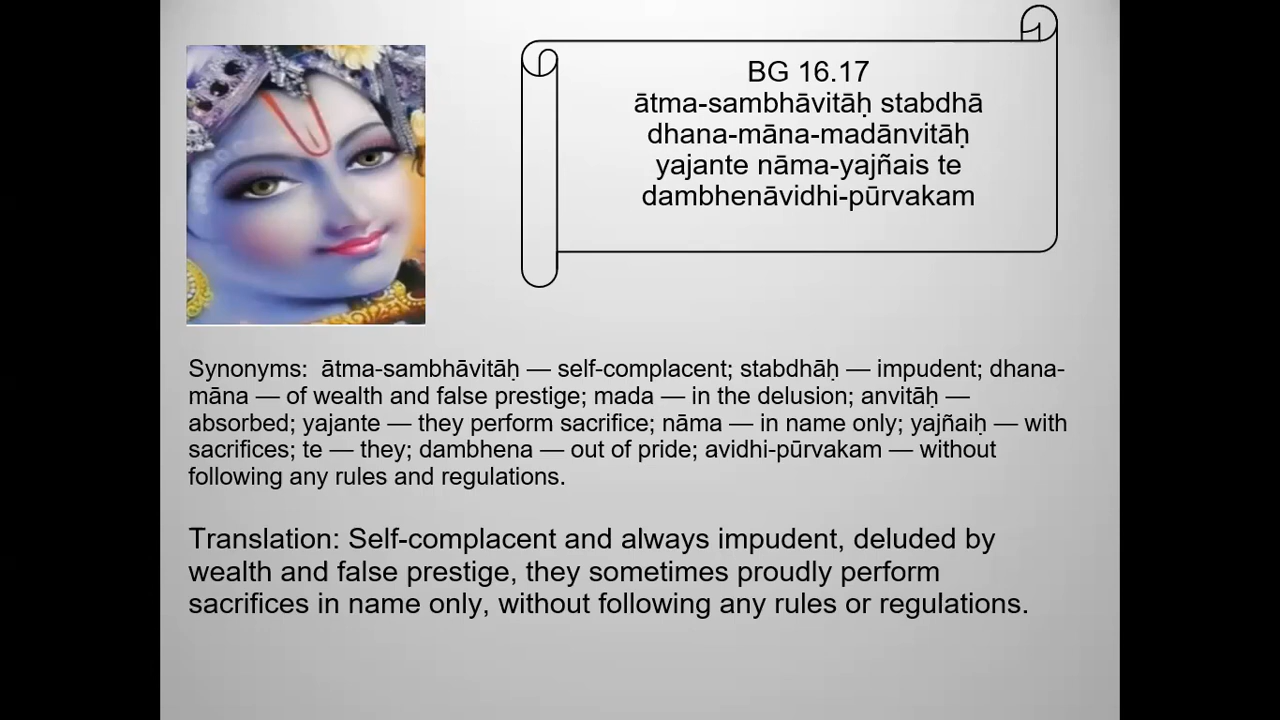 BG 16.17
ātma-sambhāvitāḥ stabdhā
dhana-māna-madānvitāḥ
yajante nāma-yajñais te
dambhenāvidhi-pūrvakam
Synonyms:  ātma-sambhāvitāḥ — self-complacent; stabdhāḥ — impudent; dhana-
māna — of wealth and false prestige; mada — in the delusion; anvitāḥ —
absorbed; yajante — they perform sacrifice; nāma — in name only; yajñaiḥ — with
sacrifices; te — they; dambhena — out of pride; avidhi-pūrvakam — without
following any rules and regulations.
Translation: Self-complacent and always impudent, deluded by
wealth and false prestige, they sometimes proudly perform
sacrifices in name only, without following any rules or regulations.